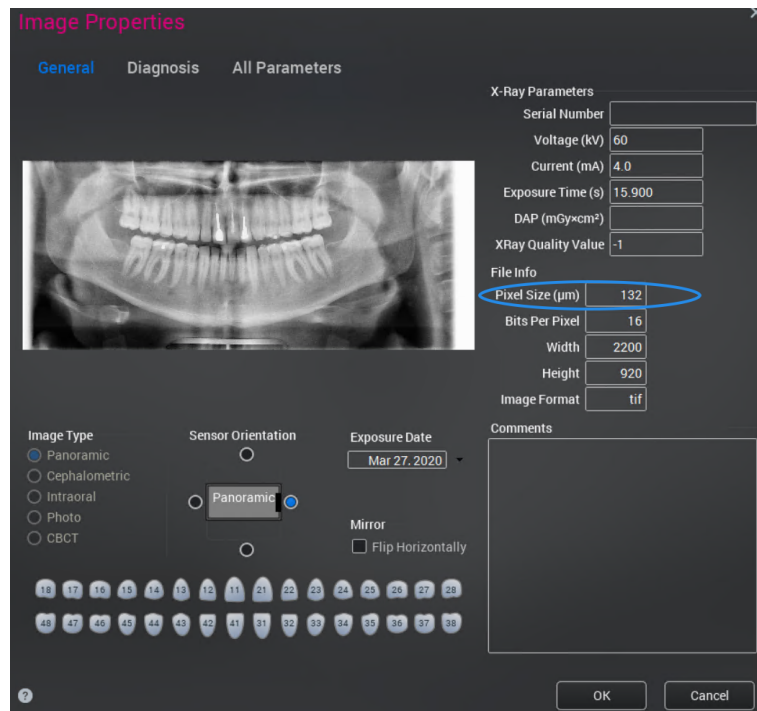 Image Properties
General Diagnosis All Parameters
X-Ray Parameters
Serial Number
Voltage (kV) 60
Current (mA) 4.0
Exposure Time (s) 15.900
DAP (mGy×cm²)
XRay Quality Value -1
File Info
Pixel Size (µm) 132
Bits Per Pixel 16
Width 2200
Height 920
Image Format tif
Comments
Image Type
Panoramic
Cephalometric
Intraoral
Photo
CBCT
Sensor Orientation
Panoramic
Exposure Date
Mar 27. 2020
Mirror
Flip Horizontally
18 17 16 15 14 13 12 11 21 22 23 24 25 26 27 28
48 47 46 45 44 43 42 41 31 32 33 34 35 36 37 38
? OK Cancel